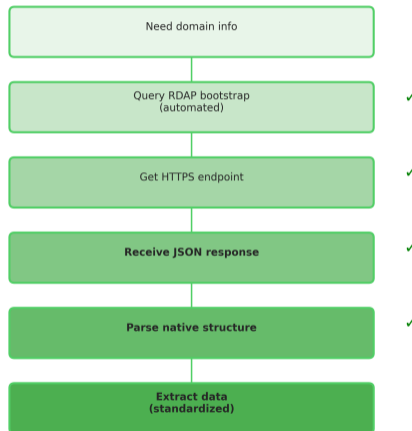 Need domain info
Query RDAP bootstrap
(automated)
Get HTTPS endpoint
Receive JSON response
Parse native structure
Extract data
(standardized)